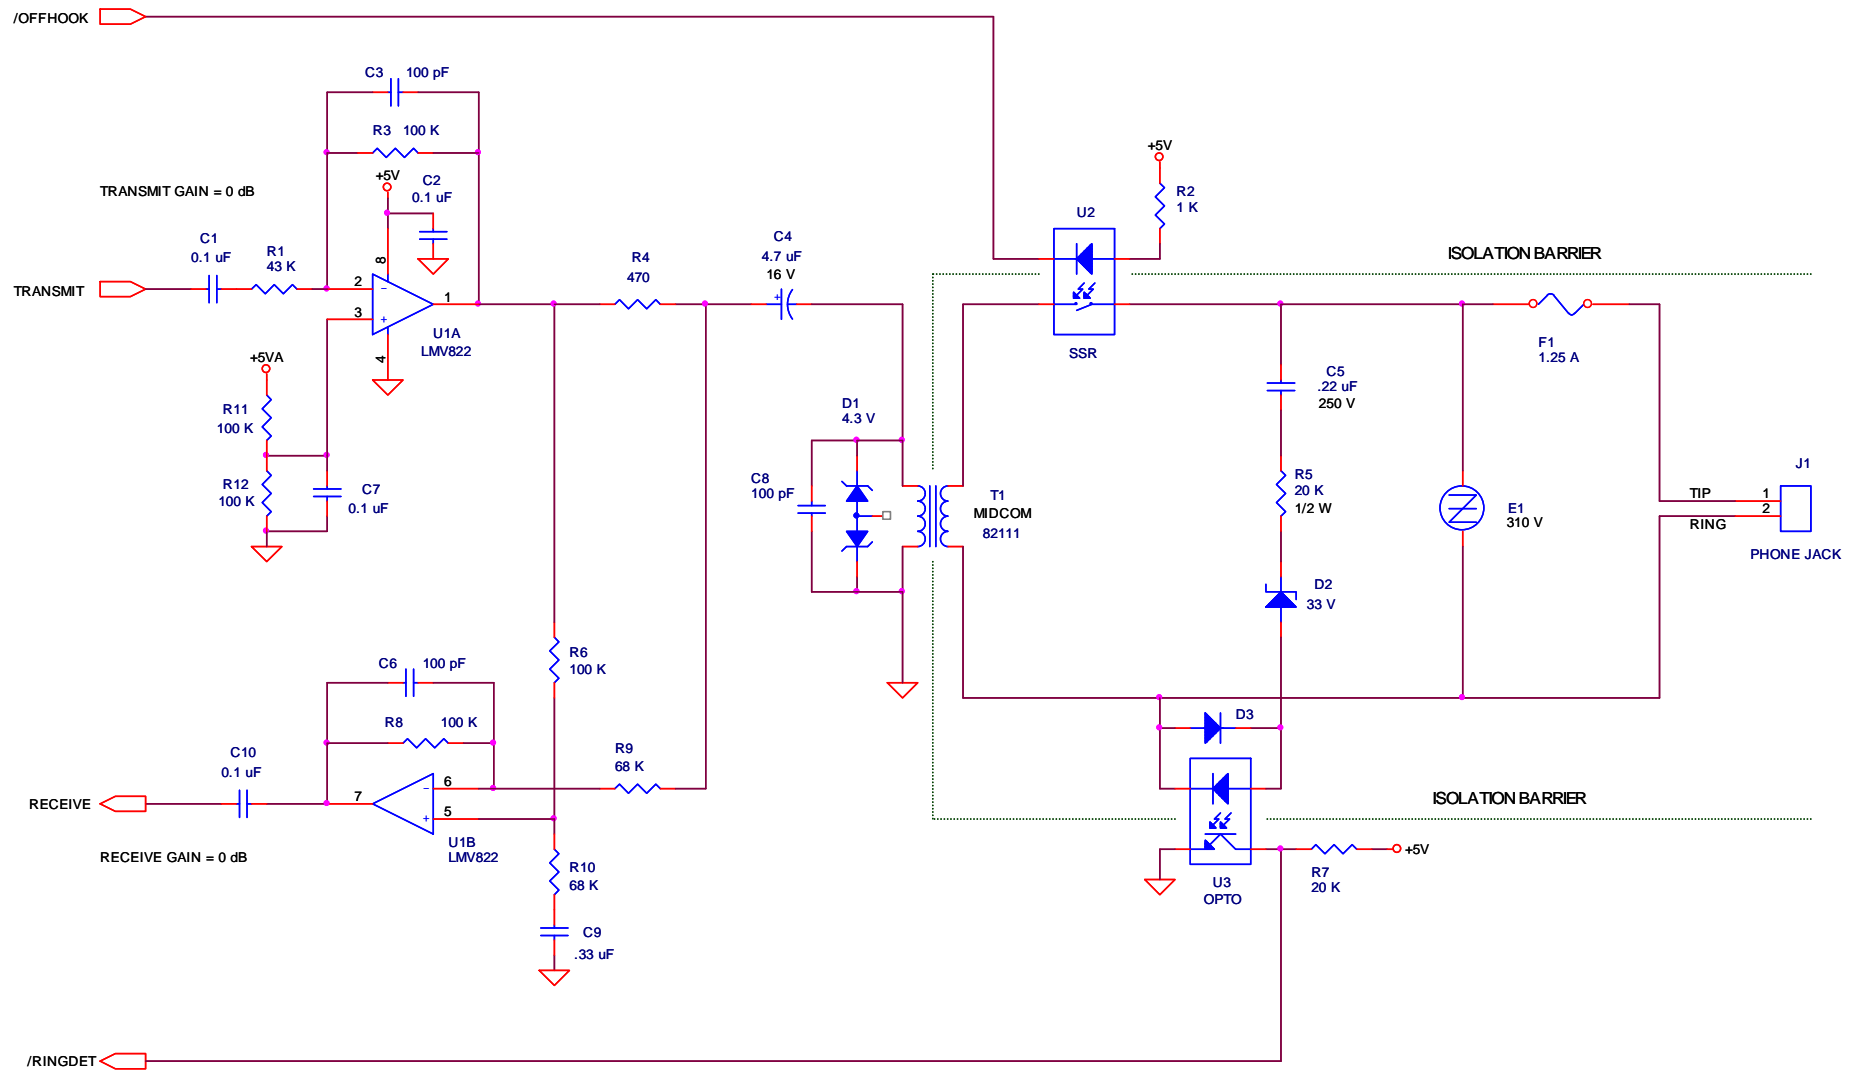 /OFFHOOK
C3 100 pF
R3 100 K
+5V
C2
0.1 uF
TRANSMIT GAIN = 0 dB
C1
0.1 uF
R1
43 K
TRANSMIT
8
2
3
1
4
U1A
LMV822
+5VA
R11
100 K
R12
100 K
C7
0.1 uF
R4
470
C4
4.7 uF
16 V
+5V
R2
1 K
U2
SSR
ISOLATION BARRIER
F1
1.25 A
C5
.22 uF
250 V
D1
4.3 V
C8
100 pF
T1
MIDCOM
82111
R5
20 K
1/2 W
E1
310 V
J1
TIP
1
2
RING
PHONE JACK
D2
33 V
R6
100 K
C6 100 pF
R8 100 K
D3
C10
0.1 uF
R9
68 K
6
5
7
RECEIVE
U1B
LMV822
RECEIVE GAIN = 0 dB
ISOLATION BARRIER
R10
68 K
U3
OPTO
+5V
R7
20 K
C9
.33 uF
/RINGDET